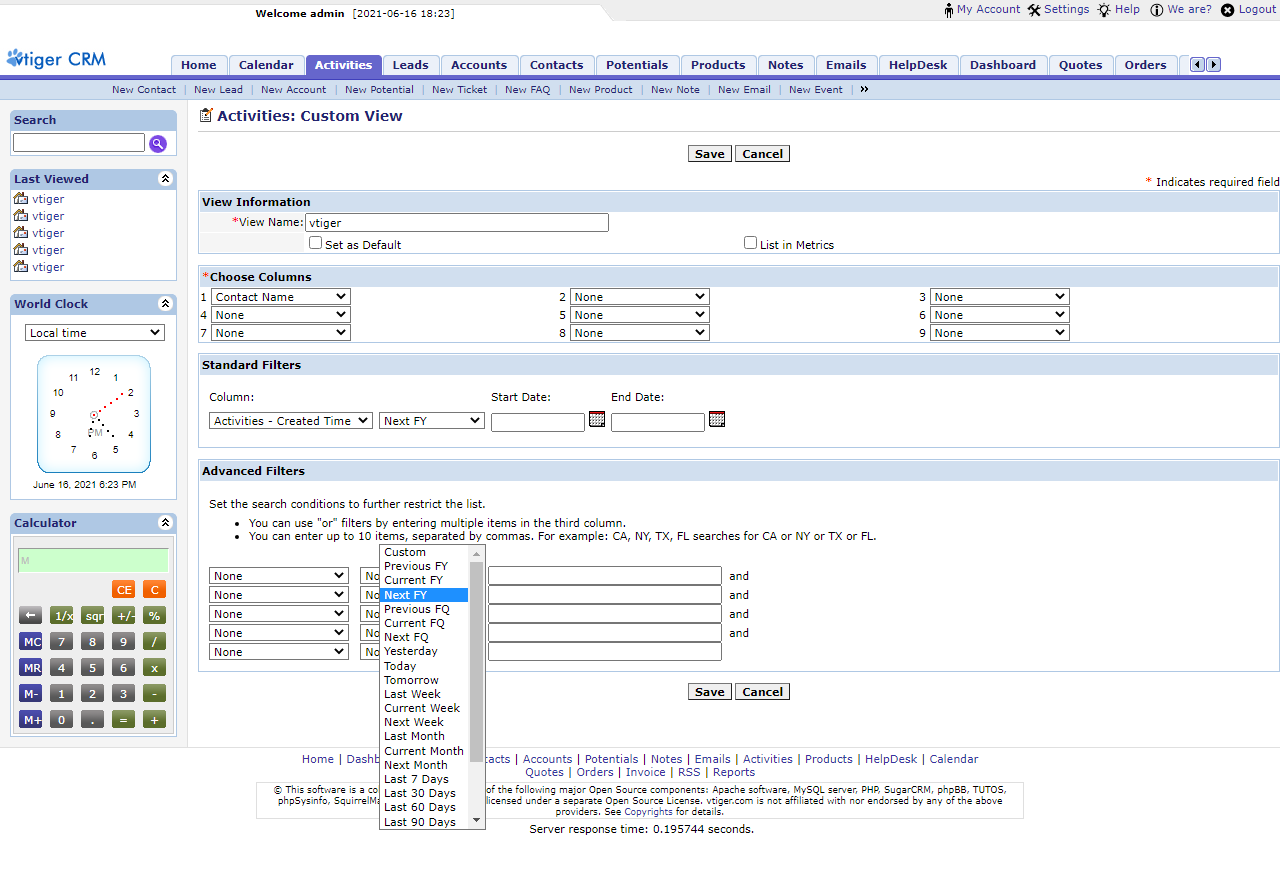 Welcome admin [2021-06-16 18:23]
My Account Settings Help We are? Logout
vtiger CRM
Home Calendar Activities Leads Accounts Contacts Potentials Products Notes Emails HelpDesk Dashboard Quotes Orders
New Contact | New Lead | New Account | New Potential | New Ticket | New FAQ | New Product | New Note | New Email | New Event | »
Search
Last Viewed
vtiger
vtiger
vtiger
vtiger
vtiger
World Clock
Local time
12
11 1
10 2
9 3
8 PM 4
7 5
6
June 16, 2021 6:23 PM
Calculator
M
CE C
← 1/x sqr +/- %
MC 7 8 9 /
MR 4 5 6 x
M- 1 2 3 -
M+ 0 . = +
Activities: Custom View
Save Cancel
* Indicates required field
View Information
*View Name: vtiger
Set as Default List in Metrics
*Choose Columns
1 Contact Name 2 None 3 None
4 None 5 None 6 None
7 None 8 None 9 None
Standard Filters
Column: Start Date: End Date:
Activities - Created Time Next FY
Advanced Filters
Set the search conditions to further restrict the list.
• You can use "or" filters by entering multiple items in the third column.
• You can enter up to 10 items, separated by commas. For example: CA, NY, TX, FL searches for CA or NY or TX or FL.
None and
None and
None and
None and
None
Custom
Previous FY
Current FY
Next FY
Previous FQ
Current FQ
Next FQ
Yesterday
Today
Tomorrow
Last Week
Current Week
Next Week
Last Month
Current Month
Next Month
Last 7 Days
Last 30 Days
Last 60 Days
Last 90 Days
Save Cancel
Home | | Accounts | Potentials | Notes | Emails | Activities | Products | HelpDesk | Calendar
Quotes | Orders | Invoice | RSS | Reports
© This software is a of the following major Open Source components: Apache software, MySQL server, PHP, SugarCRM, phpBB, TUTOS,
phpSysinfo, licensed under a separate Open Source License. vtiger.com is not affiliated with nor endorsed by any of the above
providers. See Copyrights for details.
Server response time: 0.195744 seconds.